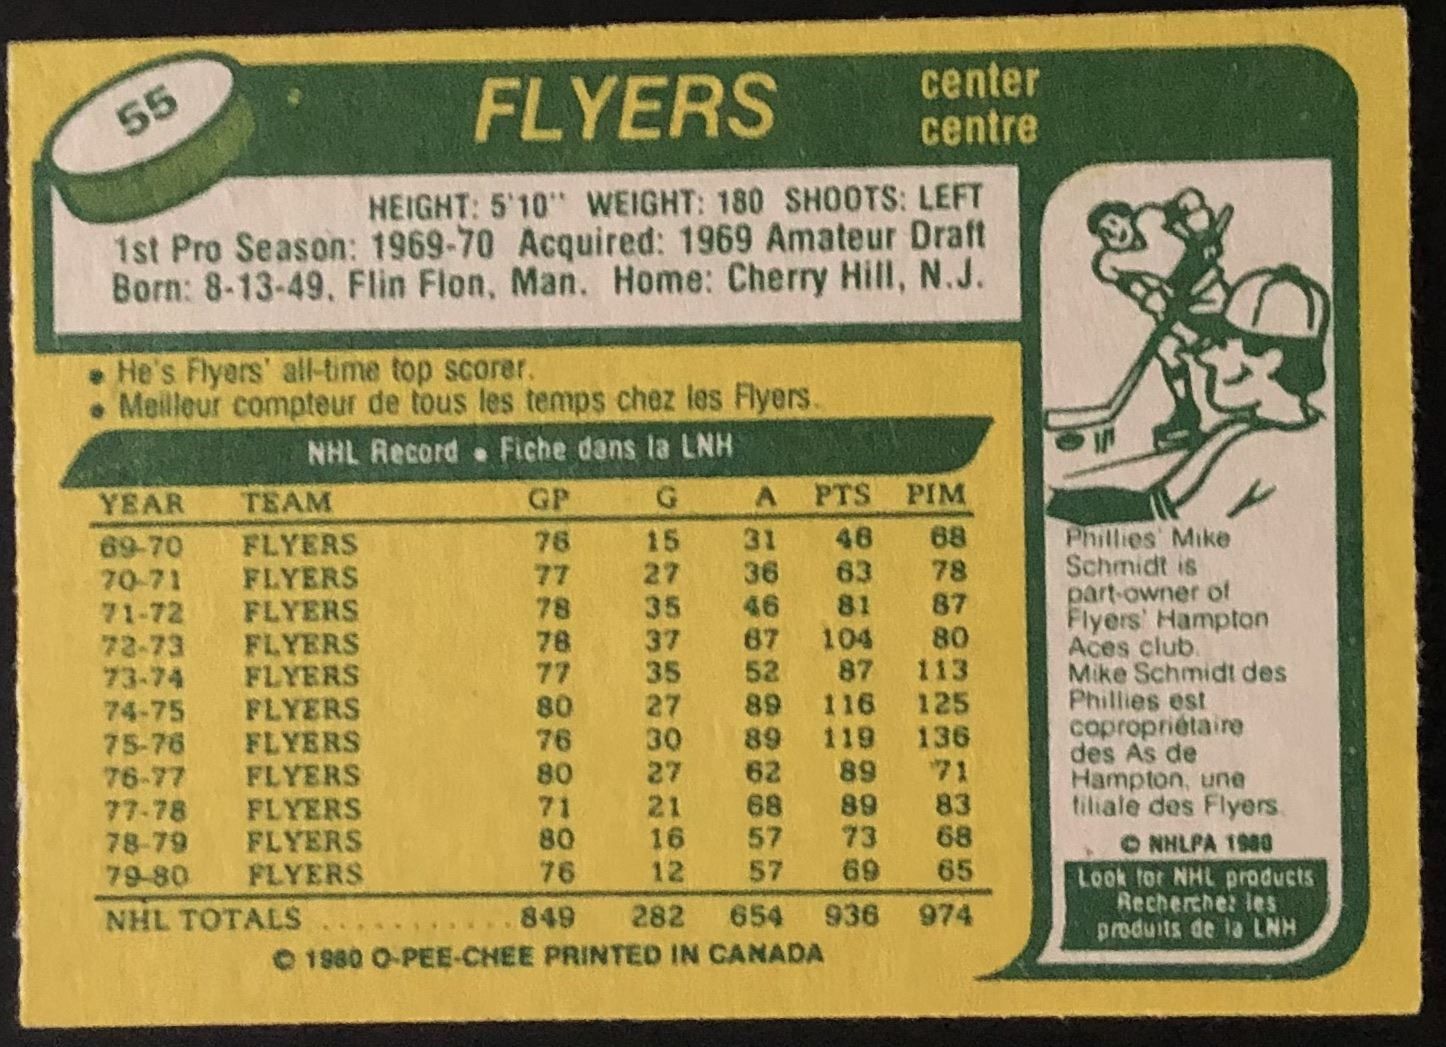 55
FLYERS
center
centre
HEIGHT: 5'10" WEIGHT: 180 SHOOTS: LEFT
1st Pro Season: 1969-70 Acquired: 1969 Amateur Draft
Born: 8-13-49, Flin Flon, Man. Home: Cherry Hill, N.J.
• He's Flyers' all-time top scorer.
• Meilleur compteur de tous les temps chez les Flyers.
NHL Record • Fiche dans la LNH
YEAR TEAM GP G A PTS PIM
69-70 FLYERS 76 15 31 46 68
70-71 FLYERS 77 27 36 63 78
71-72 FLYERS 78 35 46 81 87
72-73 FLYERS 78 37 67 104 80
73-74 FLYERS 77 35 52 87 113
74-75 FLYERS 80 27 89 116 125
75-76 FLYERS 76 30 89 119 136
76-77 FLYERS 80 27 62 89 71
77-78 FLYERS 71 21 68 89 83
78-79 FLYERS 80 16 57 73 68
79-80 FLYERS 76 12 57 69 65
NHL TOTALS ............ 849 282 654 936 974
© 1980 O-PEE-CHEE PRINTED IN CANADA
Phillies' Mike
Schmidt is
part-owner of
Flyers' Hampton
Aces club.
Mike Schmidt des
Phillies est
copropriétaire
des As de
Hampton, une
filiale des Flyers.
© NHLPA 1980
Look for NHL products
Recherchez les
produits de la LNH